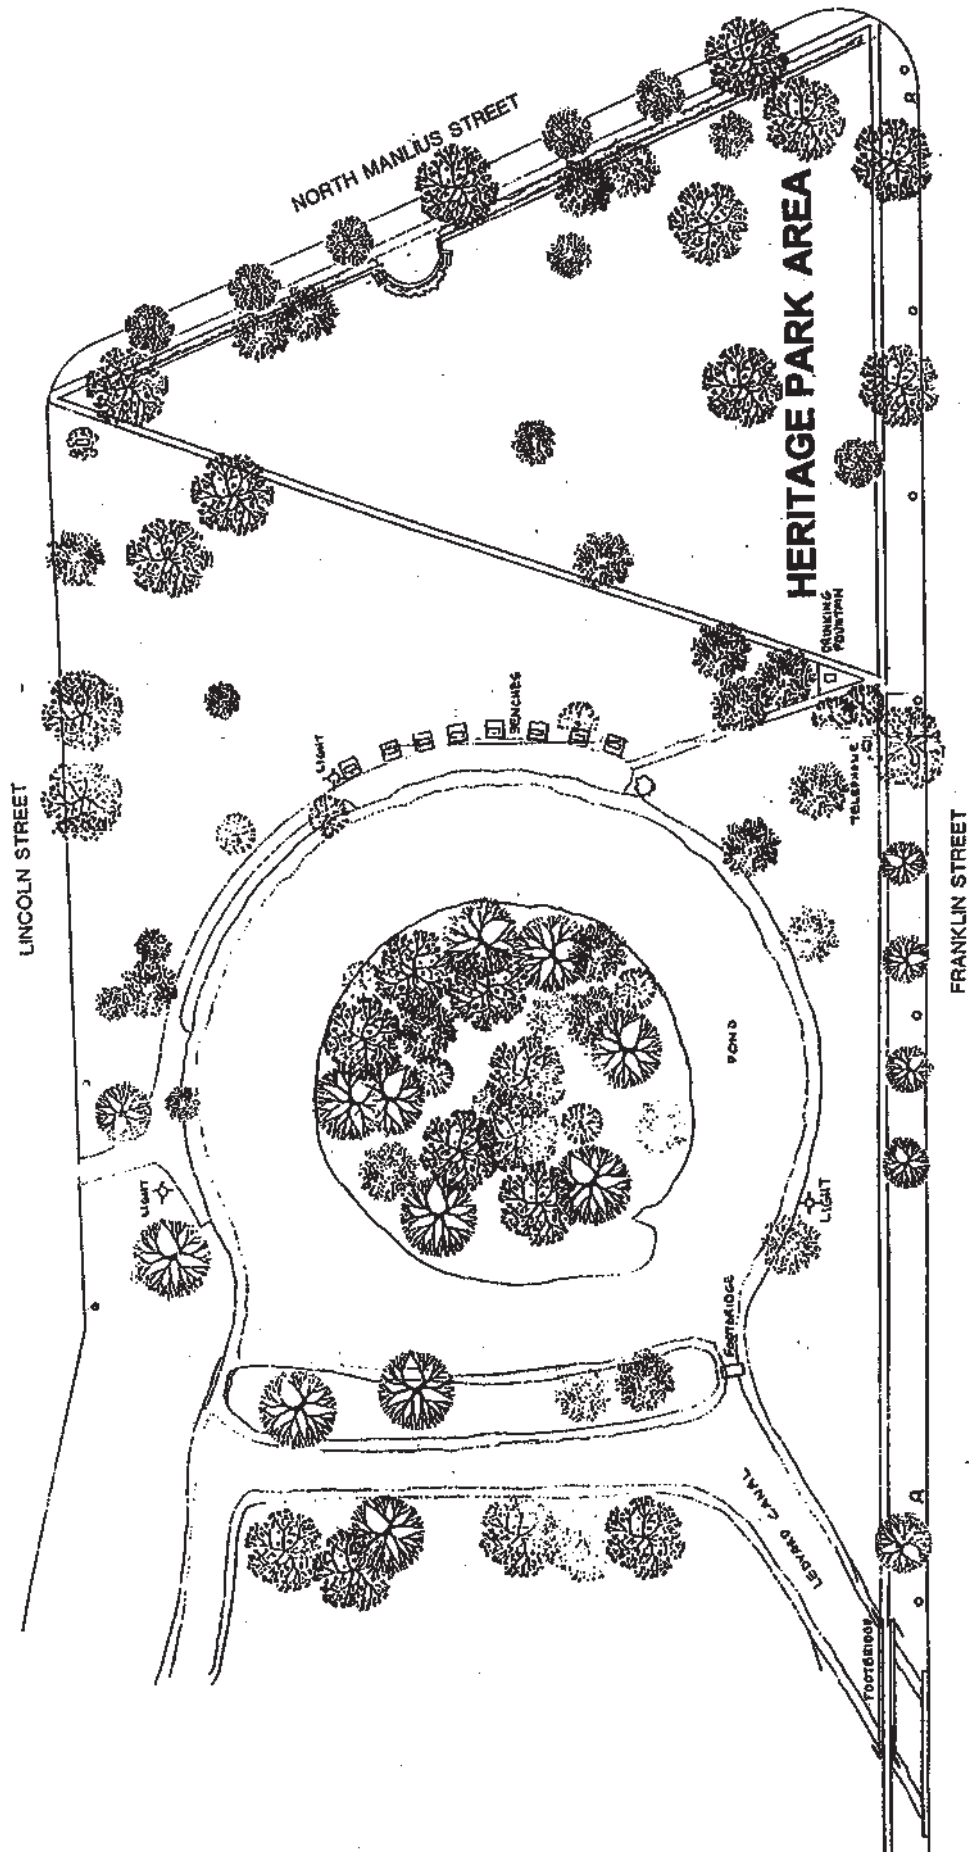 NORTH MANLIUS STREET
HERITAGE PARK AREA
DRINKING
FOUNTAIN
BENCHES
LIGHT
TELEPHONE
LINCOLN STREET
FRANKLIN STREET
POND
LIGHT
LIGHT
FOOTBRIDGE
LEDYARD CANAL
FOOTBRIDGE